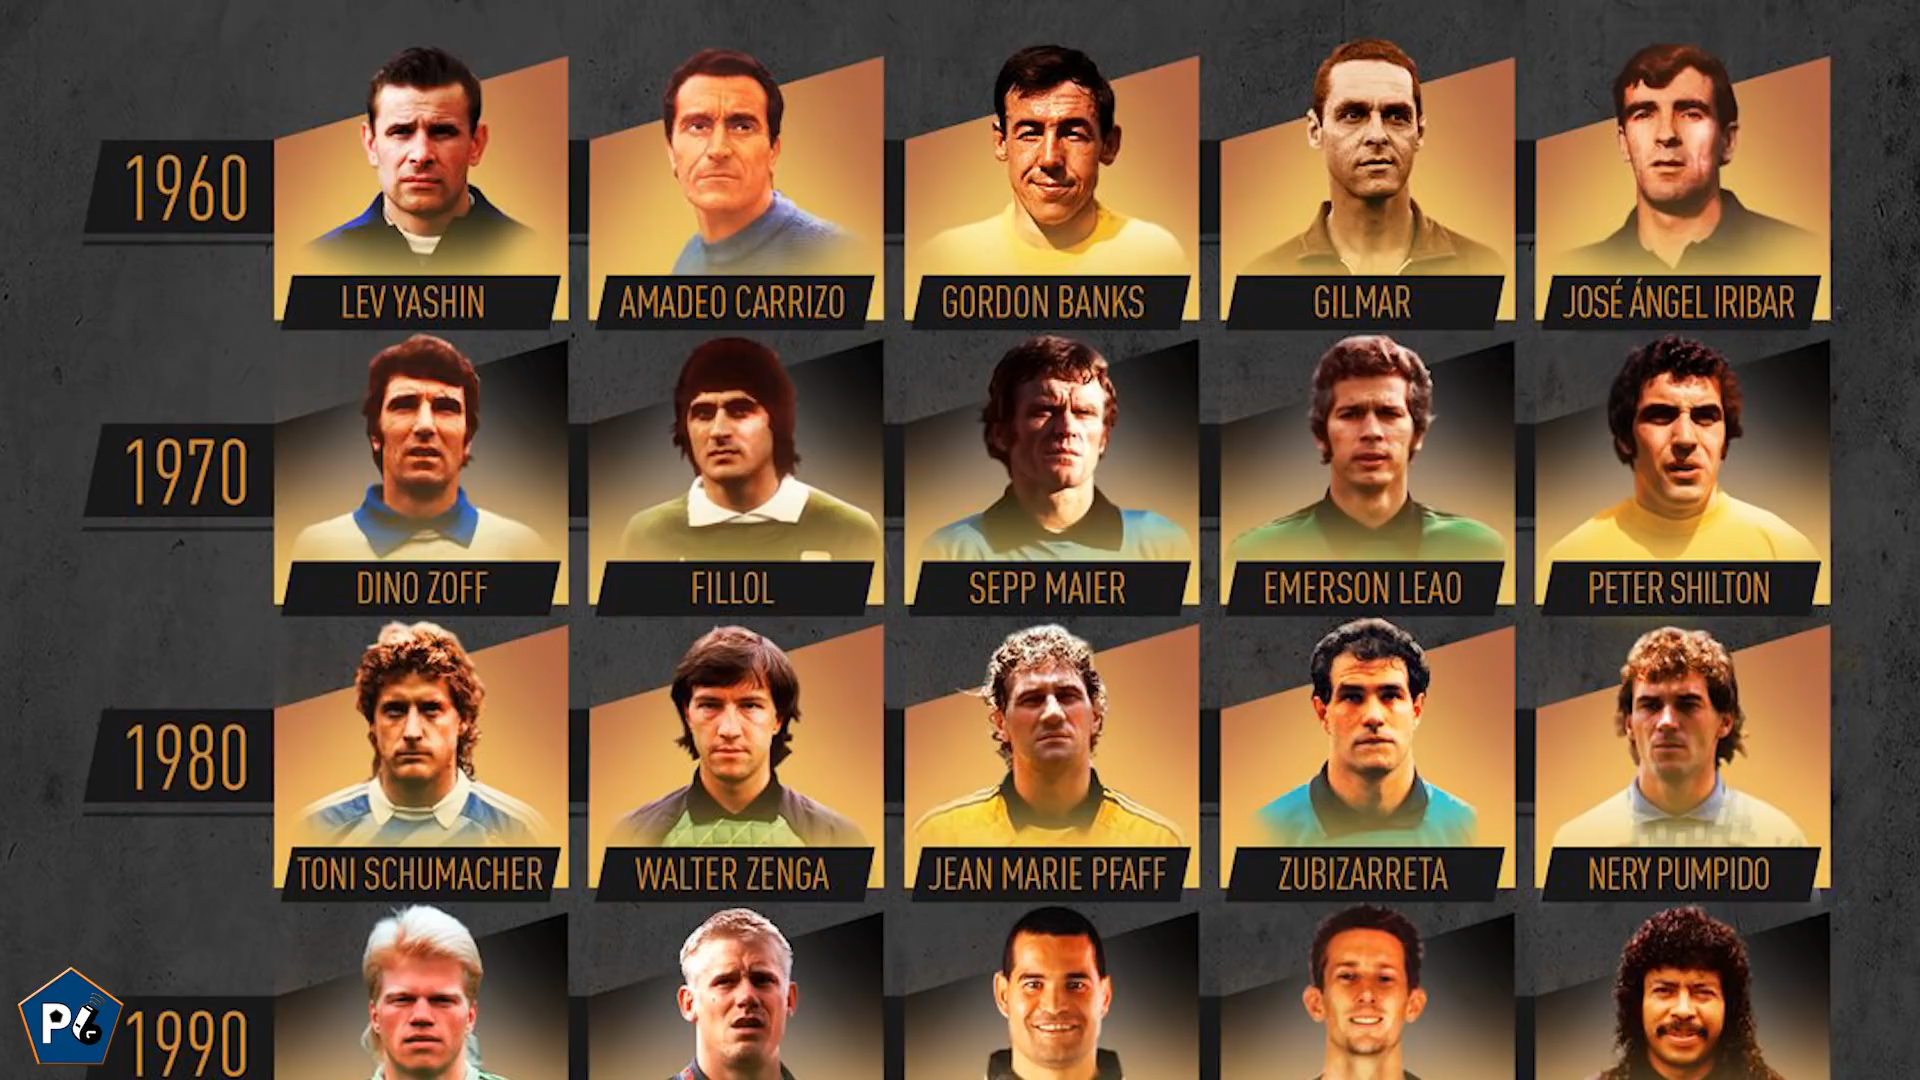 1960
LEV YASHIN
AMADEO CARRIZO
GORDON BANKS
GILMAR
JOSÉ ÁNGEL IRIBAR
1970
DINO ZOFF
FILLOL
SEPP MAIER
EMERSON LEAO
PETER SHILTON
1980
TONI SCHUMACHER
WALTER ZENGA
JEAN MARIE PFAFF
ZUBIZARRETA
NERY PUMPIDO
1990
P